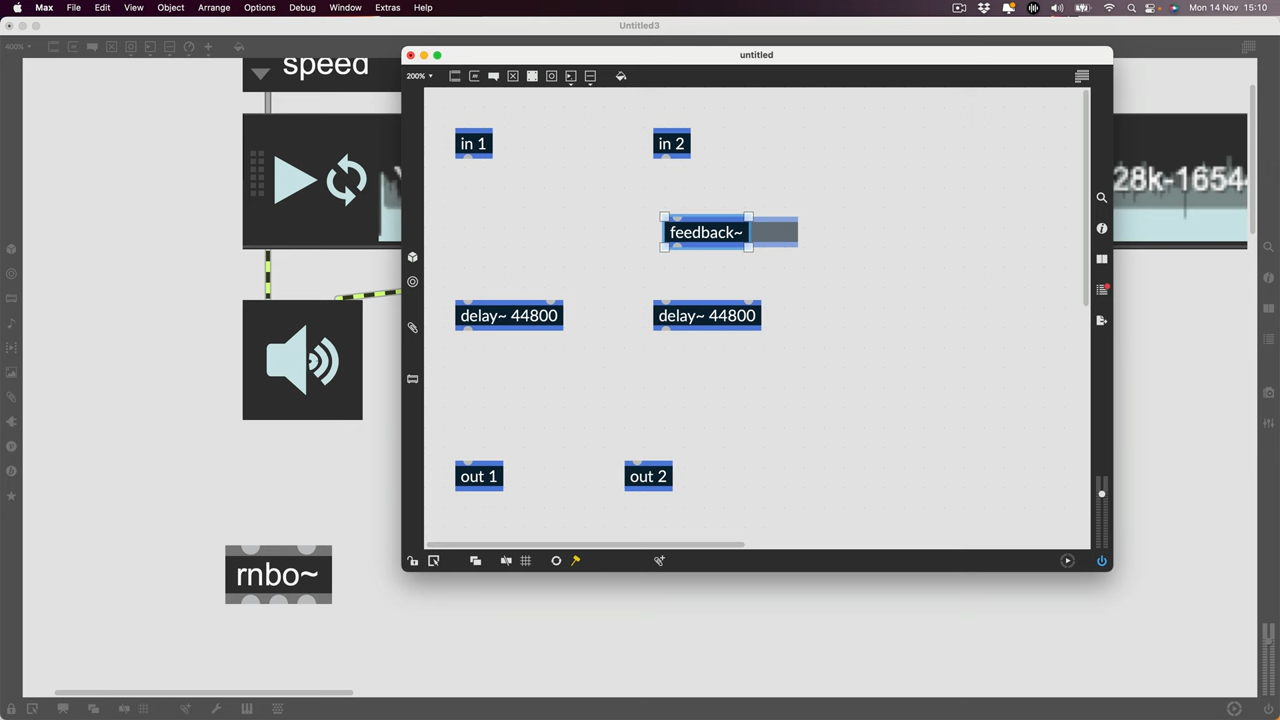 Max File Edit View Object Arrange Options Debug Window Extras Help Mon 14 Nov 15:10
Untitled3
400%
speed
untitled
200%
in 1 in 2
28k-1654
feedback~
delay~ 44800 delay~ 44800
out 1 out 2
rnbo~